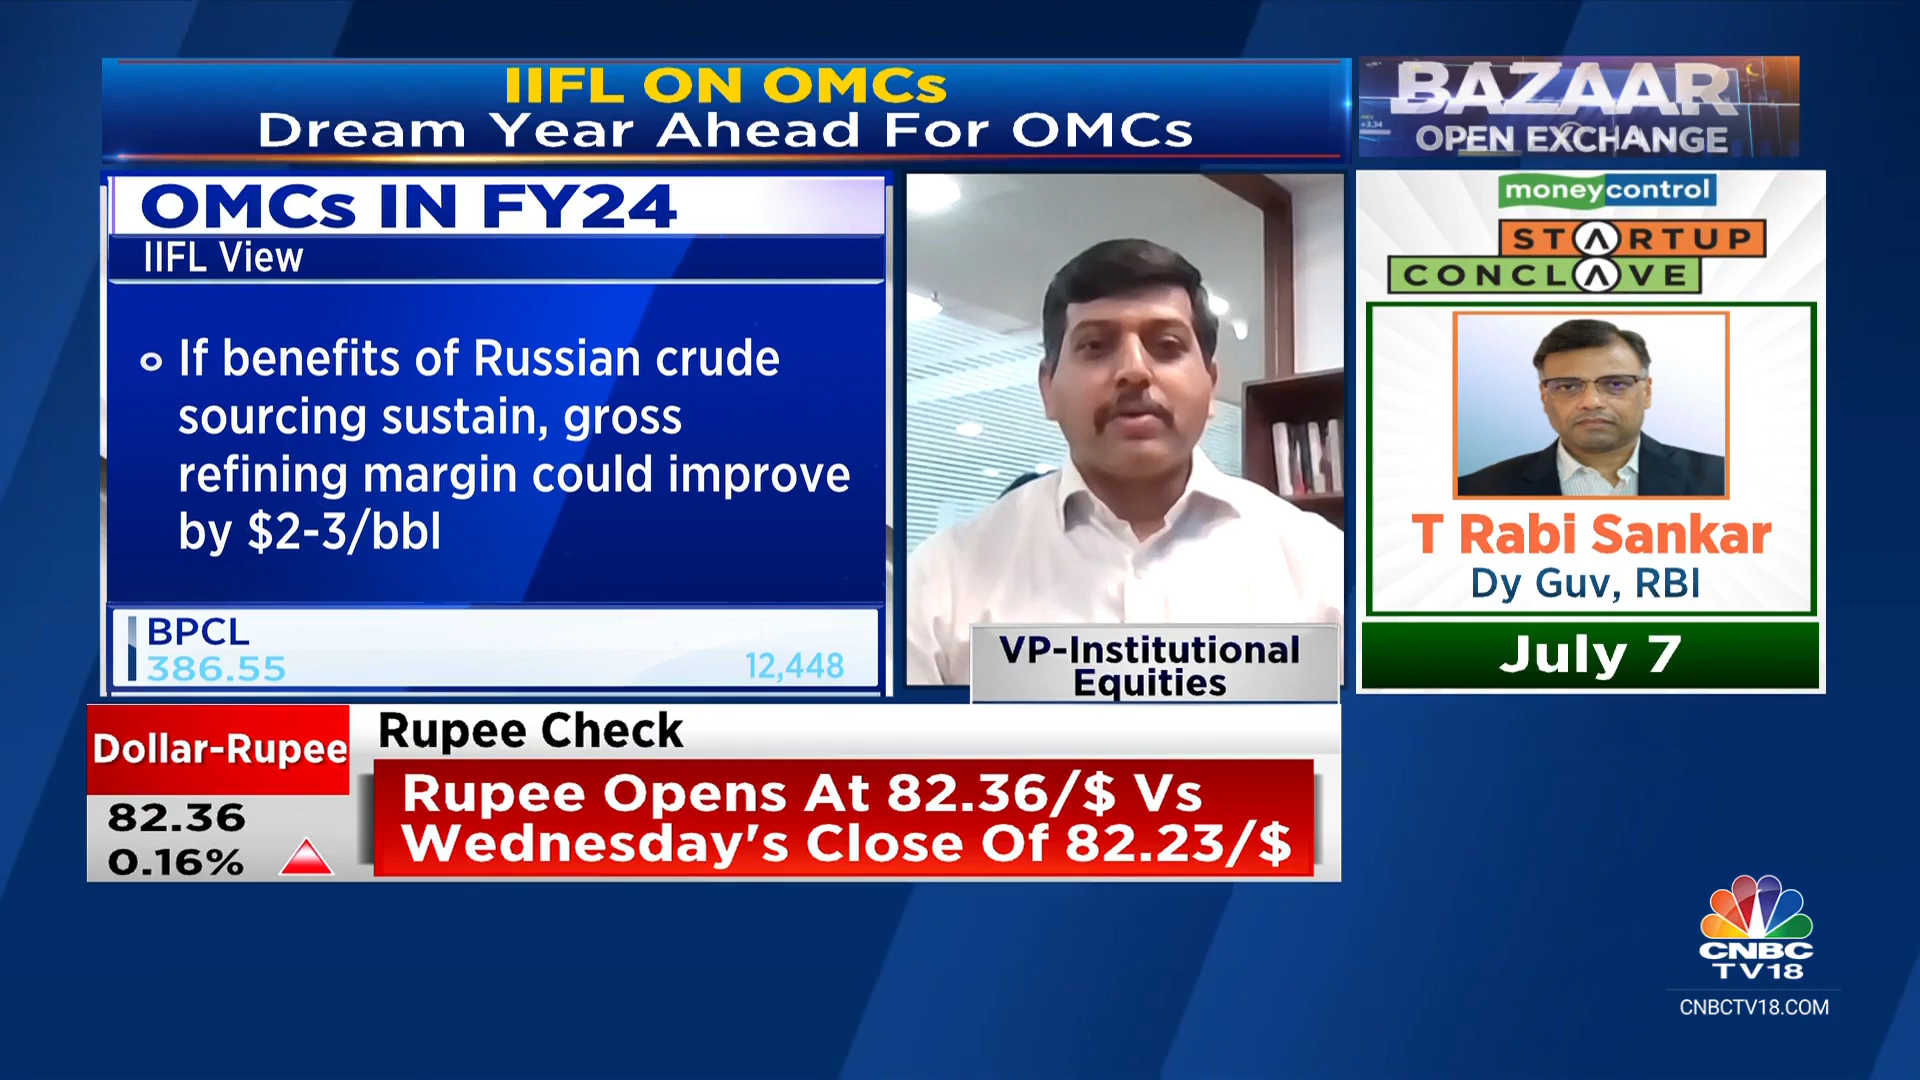 IIFL ON OMCs
Dream Year Ahead For OMCs
BAZAAR
OPEN EXCHANGE
OMCs IN FY24
IIFL View
If benefits of Russian crude
sourcing sustain, gross
refining margin could improve
by $2-3/bbl
BPCL
386.55
12,448
VP-Institutional
Equities
moneycontrol
STARTUP
CONCLAVE
T Rabi Sankar
Dy Guv, RBI
July 7
Dollar-Rupee
82.36
0.16%
Rupee Check
Rupee Opens At 82.36/$ Vs
Wednesday's Close Of 82.23/$
CNBC
TV18
CNBCTV18.COM